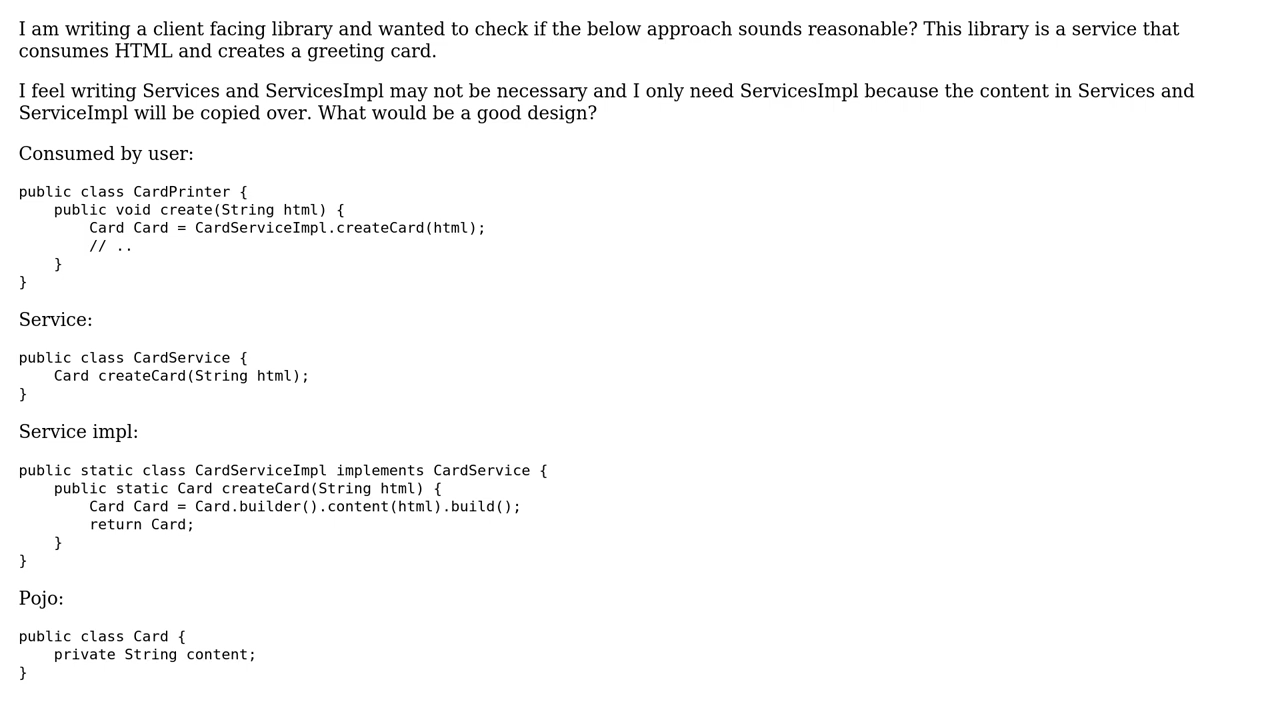 I am writing a client facing library and wanted to check if the below approach sounds reasonable? This library is a service that
consumes HTML and creates a greeting card.
I feel writing Services and ServicesImpl may not be necessary and I only need ServicesImpl because the content in Services and
ServiceImpl will be copied over. What would be a good design?
Consumed by user:
public class CardPrinter {
    public void create(String html) {
        Card Card = CardServiceImpl.createCard(html);
        // ..
    }
}
Service:
public class CardService {
    Card createCard(String html);
}
Service impl:
public static class CardServiceImpl implements CardService {
    public static Card createCard(String html) {
        Card Card = Card.builder().content(html).build();
        return Card;
    }
}
Pojo:
public class Card {
    private String content;
}